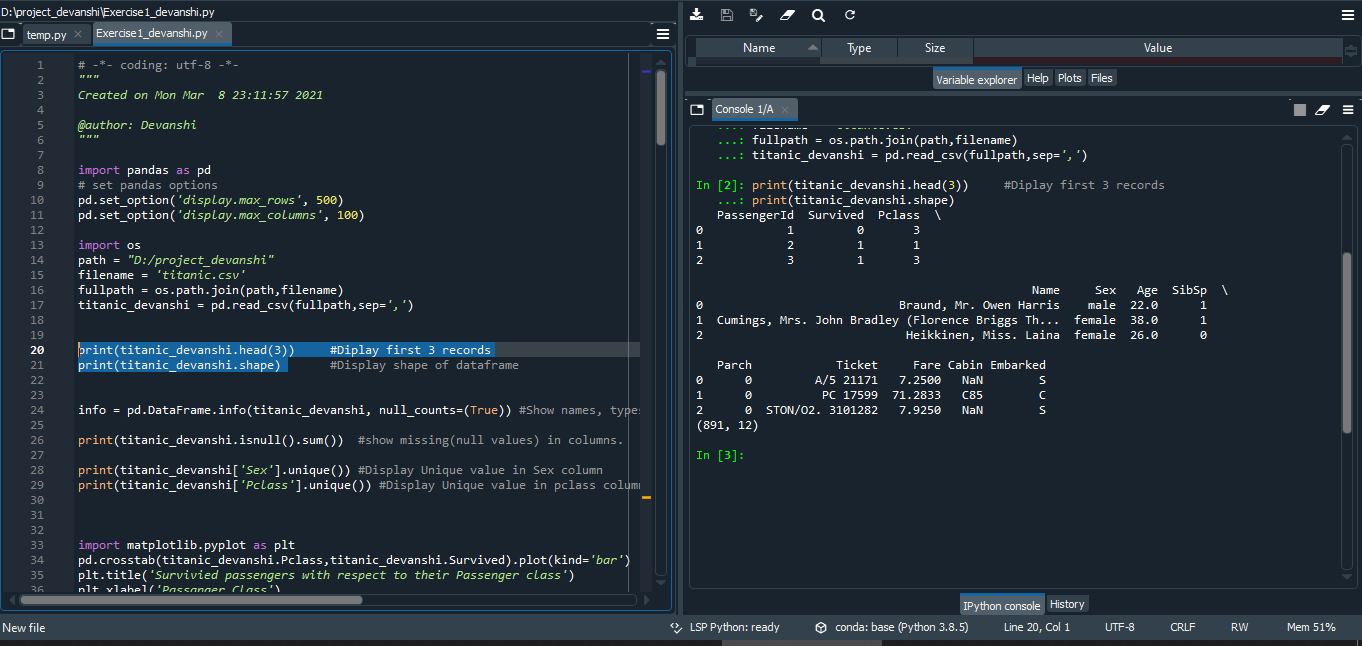 D:\project_devanshi\Exercise1_devanshi.py
temp.py
Exercise1_devanshi.py
1 # -*- coding: utf-8 -*-
2 """
3 Created on Mon Mar  8 23:11:57 2021
4
5 @author: Devanshi
6 """
7
8 import pandas as pd
9 # set pandas options
10 pd.set_option('display.max_rows', 500)
11 pd.set_option('display.max_columns', 100)
12
13 import os
14 path = "D:/project_devanshi"
15 filename = 'titanic.csv'
16 fullpath = os.path.join(path,filename)
17 titanic_devanshi = pd.read_csv(fullpath,sep=',')
18
19
20 print(titanic_devanshi.head(3))     #Diplay first 3 records
21 print(titanic_devanshi.shape)       #Display shape of dataframe
22
23
24 info = pd.DataFrame.info(titanic_devanshi, null_counts=(True)) #Show names, types
25
26 print(titanic_devanshi.isnull().sum())  #show missing(null values) in columns.
27
28 print(titanic_devanshi['Sex'].unique()) #Display Unique value in Sex column
29 print(titanic_devanshi['Pclass'].unique()) #Display Unique value in pclass column
30
31
32
33 import matplotlib.pyplot as plt
34 pd.crosstab(titanic_devanshi.Pclass,titanic_devanshi.Survived).plot(kind='bar')
35 plt.title('Survivied passengers with respect to their Passenger class')
36 plt.xlabel('Passanger Class')
Name Type Size Value
Variable explorer Help Plots Files
Console 1/A
...: fullpath = os.path.join(path,filename)
...: titanic_devanshi = pd.read_csv(fullpath,sep=',')
In [2]: print(titanic_devanshi.head(3))     #Diplay first 3 records
...: print(titanic_devanshi.shape)
PassengerId  Survived  Pclass  \
0            1         0       3
1            2         1       1
2            3         1       3
Name     Sex   Age  SibSp  \
0                            Braund, Mr. Owen Harris    male  22.0      1
1  Cumings, Mrs. John Bradley (Florence Briggs Th...  female  38.0      1
2                             Heikkinen, Miss. Laina  female  26.0      0
Parch            Ticket     Fare Cabin Embarked
0      0         A/5 21171   7.2500   NaN        S
1      0          PC 17599  71.2833   C85        C
2      0  STON/O2. 3101282   7.9250   NaN        S
(891, 12)
In [3]:
IPython console History
New file
LSP Python: ready
conda: base (Python 3.8.5)
Line 20, Col 1
UTF-8
CRLF
RW
Mem 51%